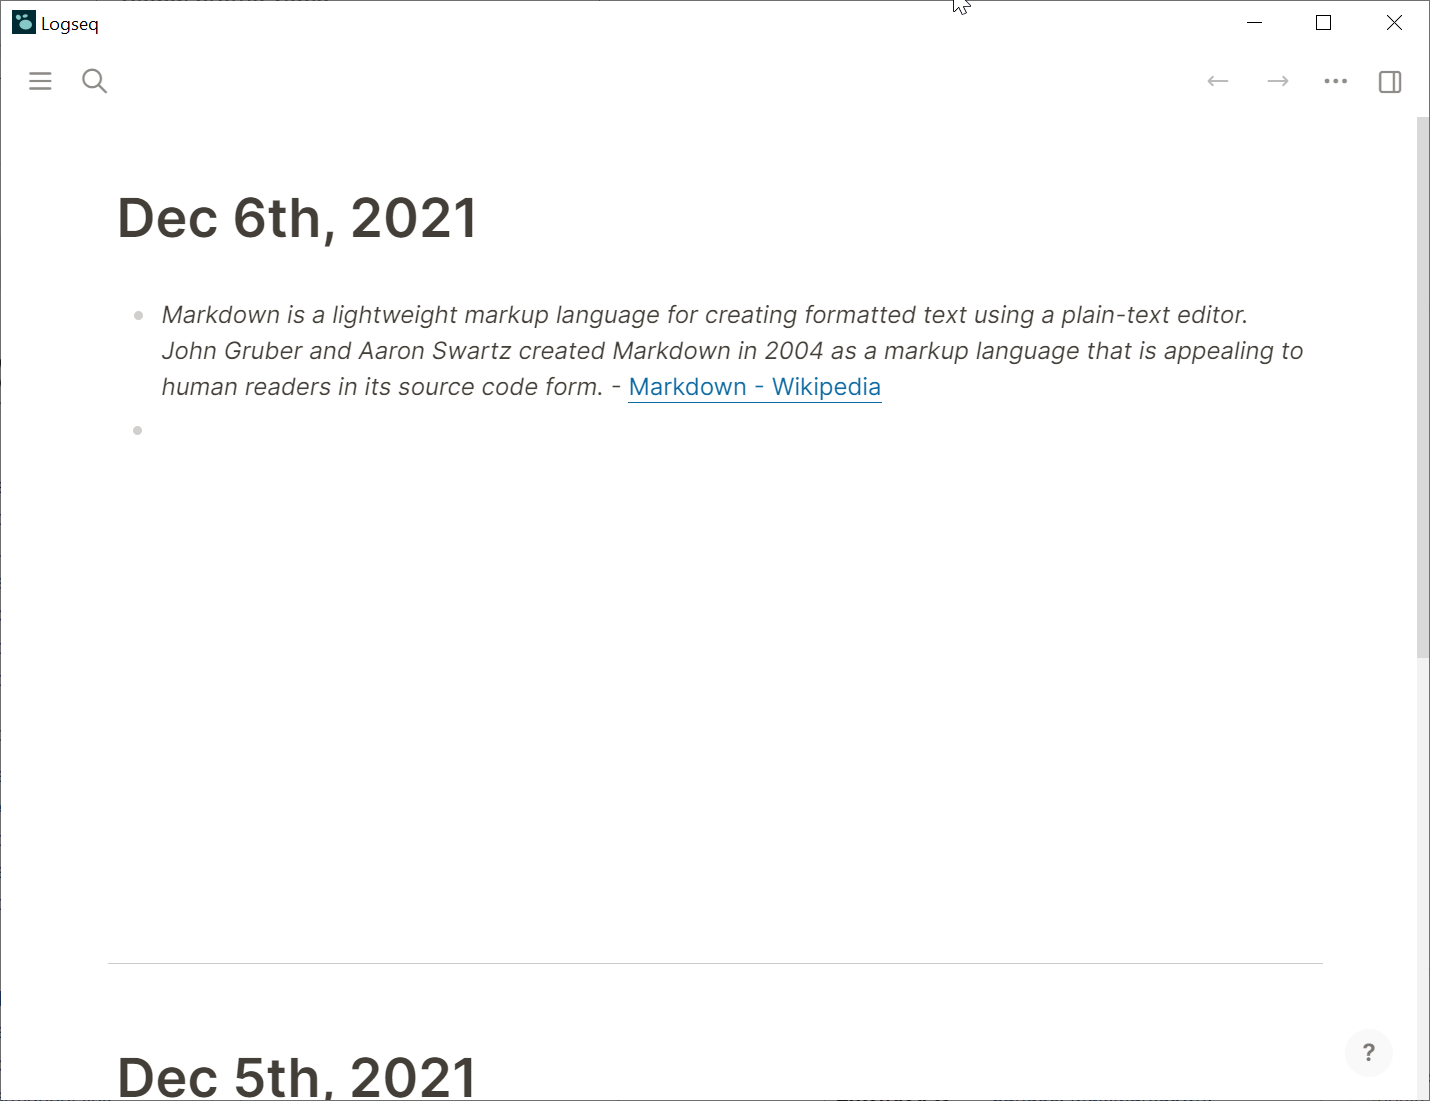 Logseq
Dec 6th, 2021
Markdown is a lightweight markup language for creating formatted text using a plain-text editor.
John Gruber and Aaron Swartz created Markdown in 2004 as a markup language that is appealing to
human readers in its source code form. - Markdown - Wikipedia
Dec 5th, 2021
?